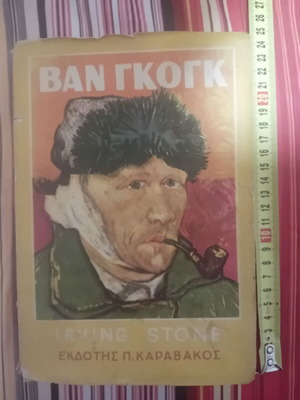 ΒΑΝ ΓΚΟΓΚ
IRVING STONE
ΕΚΔΟΤΗΣ Π. ΚΑΡΑΒΑΚΟΣ